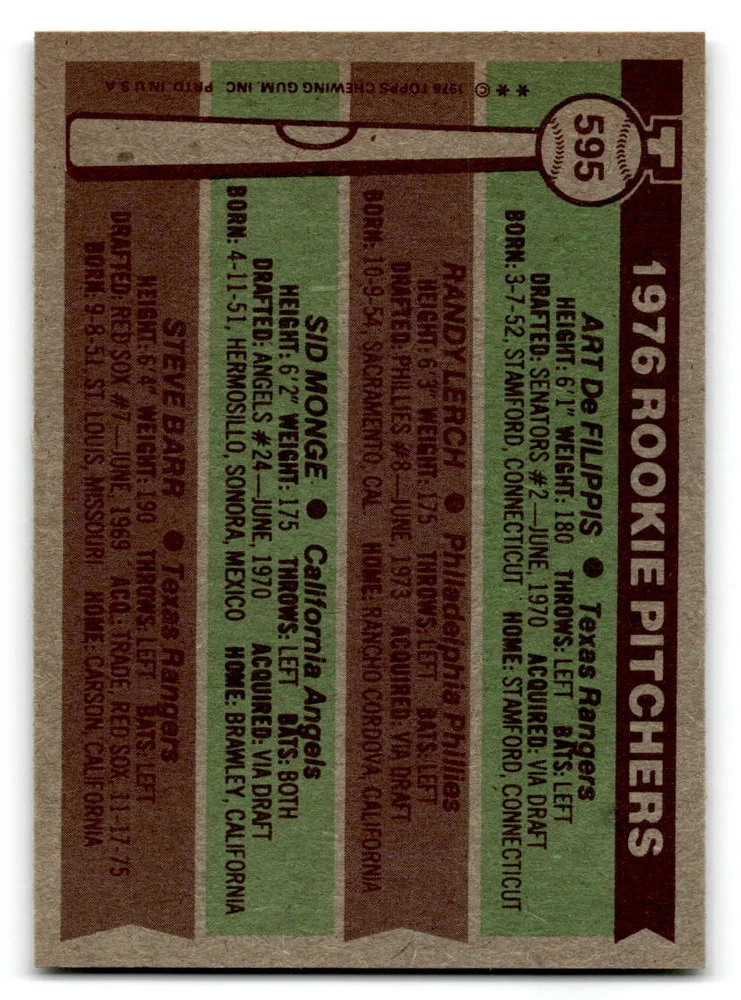 595
1976 ROOKIE PITCHERS
ART De FILIPPIS ● Texas Rangers
HEIGHT: 6'1" WEIGHT: 180 THROWS: LEFT BATS: LEFT
DRAFTED: SENATORS #2—JUNE, 1970 ACQUIRED: VIA DRAFT
BORN: 3-7-52, STAMFORD, CONNECTICUT HOME: STAMFORD, CONNECTICUT
RANDY LERCH ● Philadelphia Phillies
HEIGHT: 6'3" WEIGHT: 175 THROWS: LEFT BATS: LEFT
DRAFTED: PHILLIES #8—JUNE, 1973 ACQUIRED: VIA DRAFT
BORN: 10-9-54, SACRAMENTO, CAL HOME: RANCHO CORDOVA, CALIFORNIA
SID MONGE ● California Angels
HEIGHT: 6'2" WEIGHT: 175 THROWS: LEFT BATS: BOTH
DRAFTED: ANGELS #24—JUNE, 1970 ACQUIRED: VIA DRAFT
BORN: 4-11-51, HERMOSILLO, SONORA, MEXICO HOME: BRAWLEY, CALIFORNIA
STEVE BARR ● Texas Rangers
HEIGHT: 6'4" WEIGHT: 190 THROWS: LEFT BATS: LEFT
DRAFTED: RED SOX #7—JUNE, 1969 ACQ.: TRADE, RED SOX, 11-17-75
BORN: 9-8-51, ST. LOUIS, MISSOURI HOME: CARSON, CALIFORNIA
** © 1976 TOPPS CHEWING GUM, INC. PRTD. IN U.S.A.